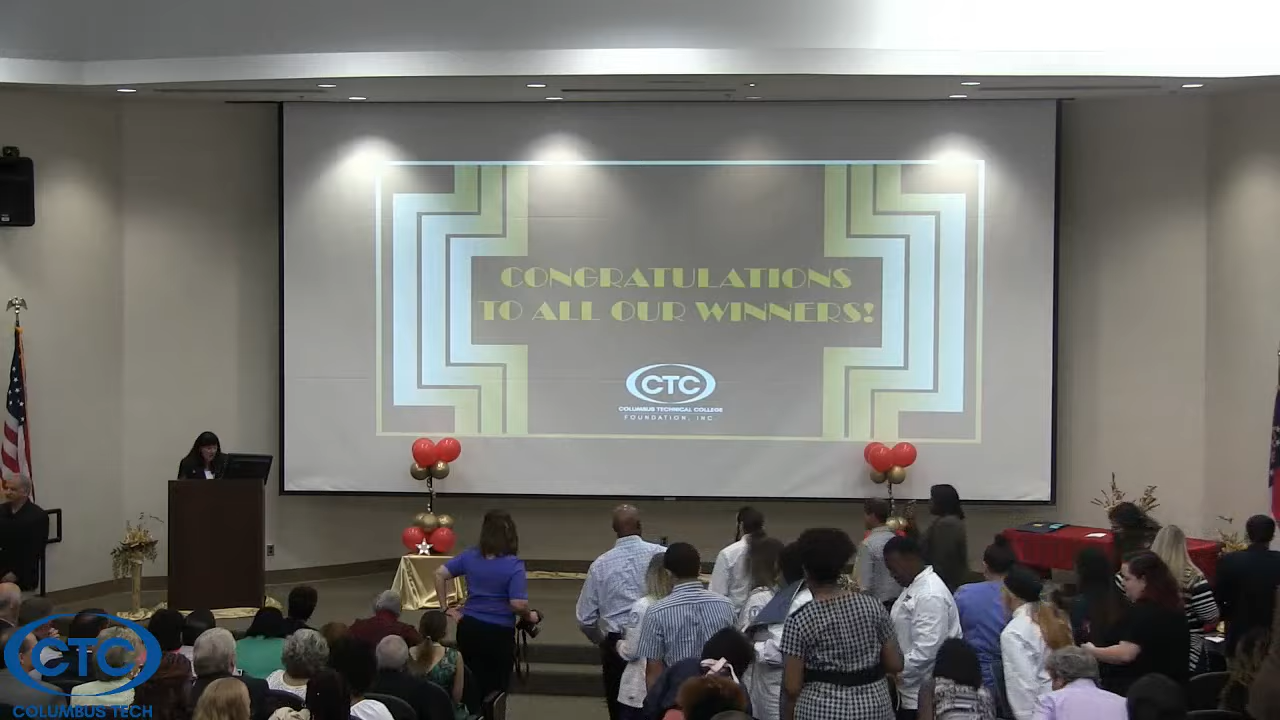 CONGRATULATIONS
TO ALL OUR WINNERS!
CTC
COLUMBUS TECHNICAL COLLEGE
FOUNDATION, INC.
CTC
COLUMBUS TECH